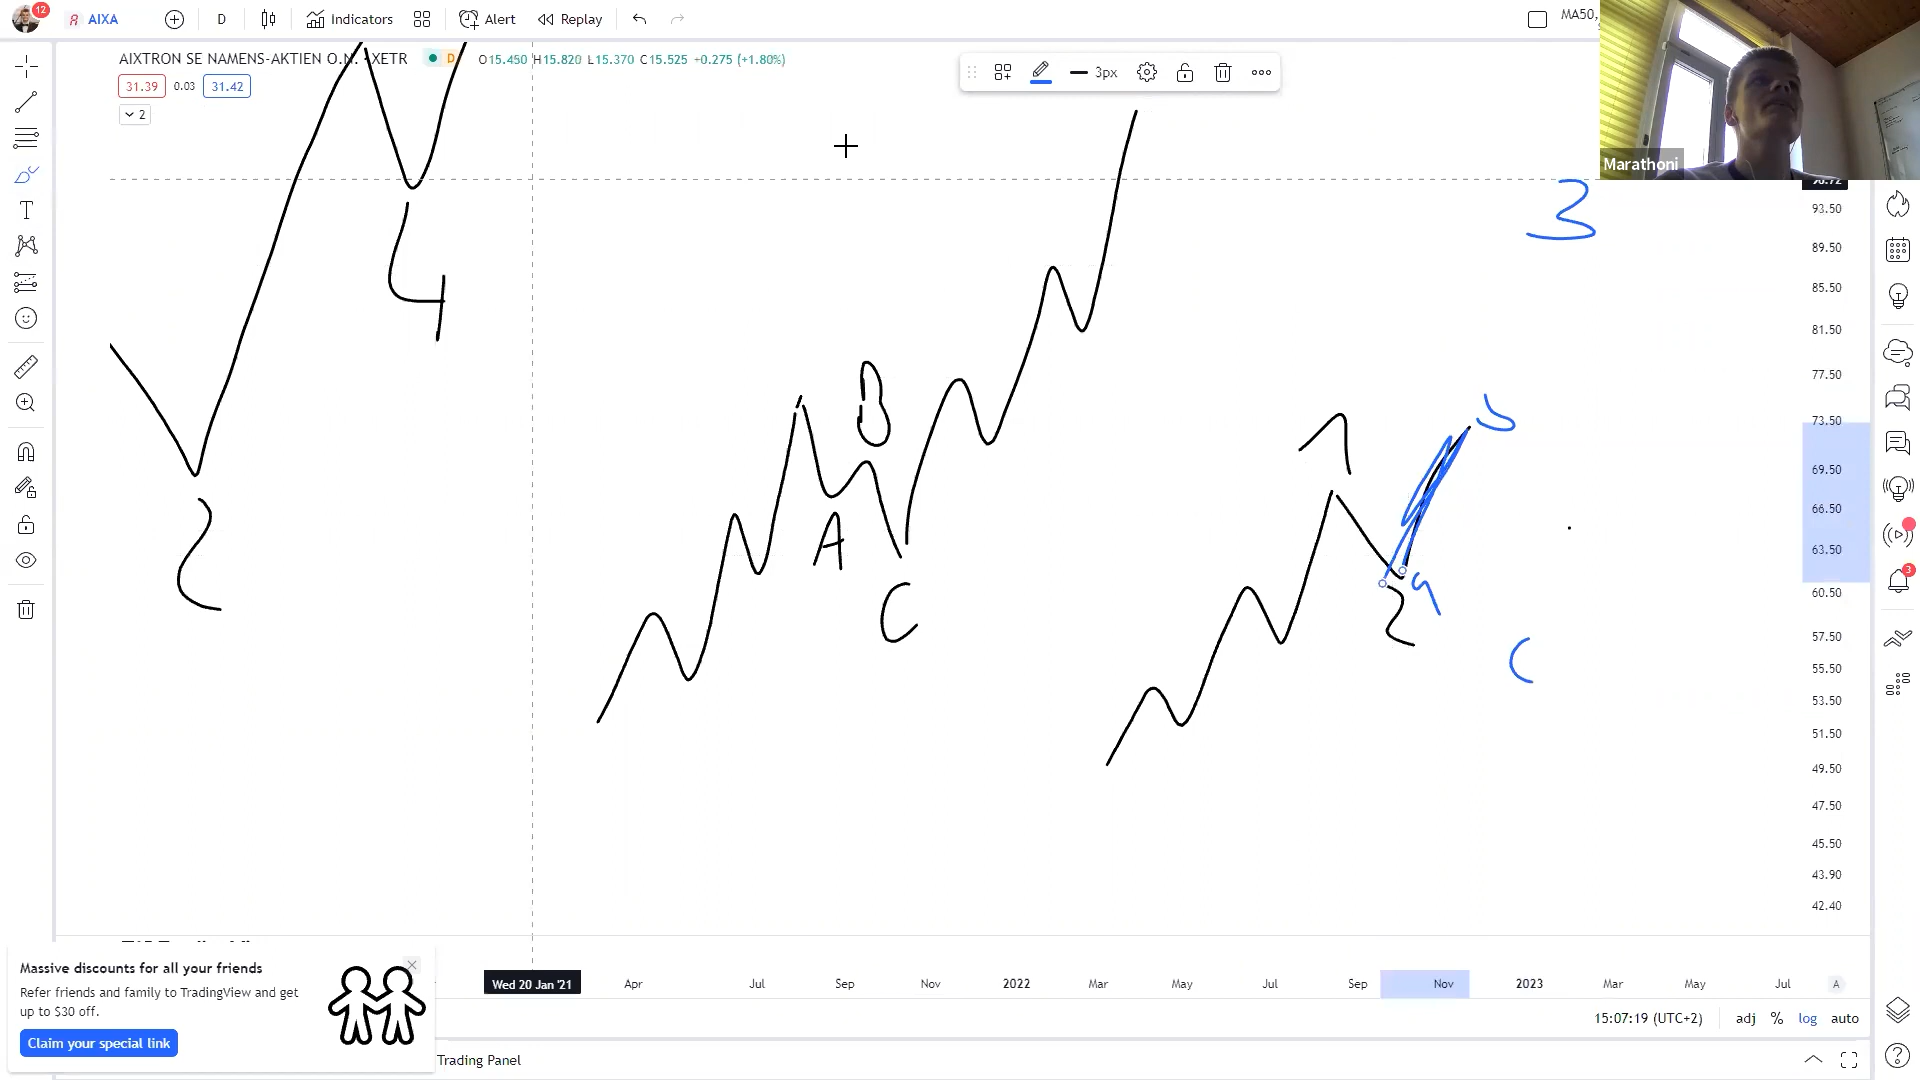 12
AIXA
D
Indicators
Alert
Replay
MA50,
AIXTRON SE NAMENS-AKTIEN O.N. · XETR
D
O15.450 H15.820 L15.370 C15.525 +0.275 (+1.80%)
31.39 0.03 31.42
2
3px
Marathoni
93.50
89.50
85.50
81.50
77.50
73.50
69.50
66.50
63.50
60.50
57.50
55.50
53.50
51.50
49.50
47.50
45.50
43.90
42.40
3
3
4
2
B
A
C
1
2
C
Massive discounts for all your friends
Refer friends and family to TradingView and get
up to $30 off.
Claim your special link
Wed 20 Jan '21
Apr
Jul
Sep
Nov
2022
Mar
May
Jul
Sep
Nov
2023
Mar
May
Jul
A
15:07:19 (UTC+2)
adj
%
log
auto
Trading Panel